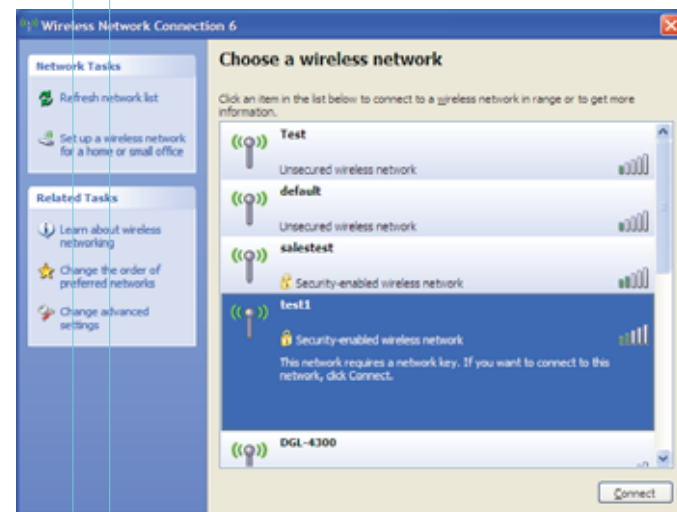 Wireless Network Connection 6
Network Tasks
Refresh network list
Set up a wireless network
for a home or small office
Related Tasks
Learn about wireless
networking
Change the order of
preferred networks
Change advanced
settings
Choose a wireless network
Click an item in the list below to connect to a wireless network in range or to get more
information.
Test
Unsecured wireless network
default
Unsecured wireless network
salestest
Security-enabled wireless network
test1
Security-enabled wireless network
This network requires a network key. If you want to connect to this
network, click Connect.
DGL-4300
Connect